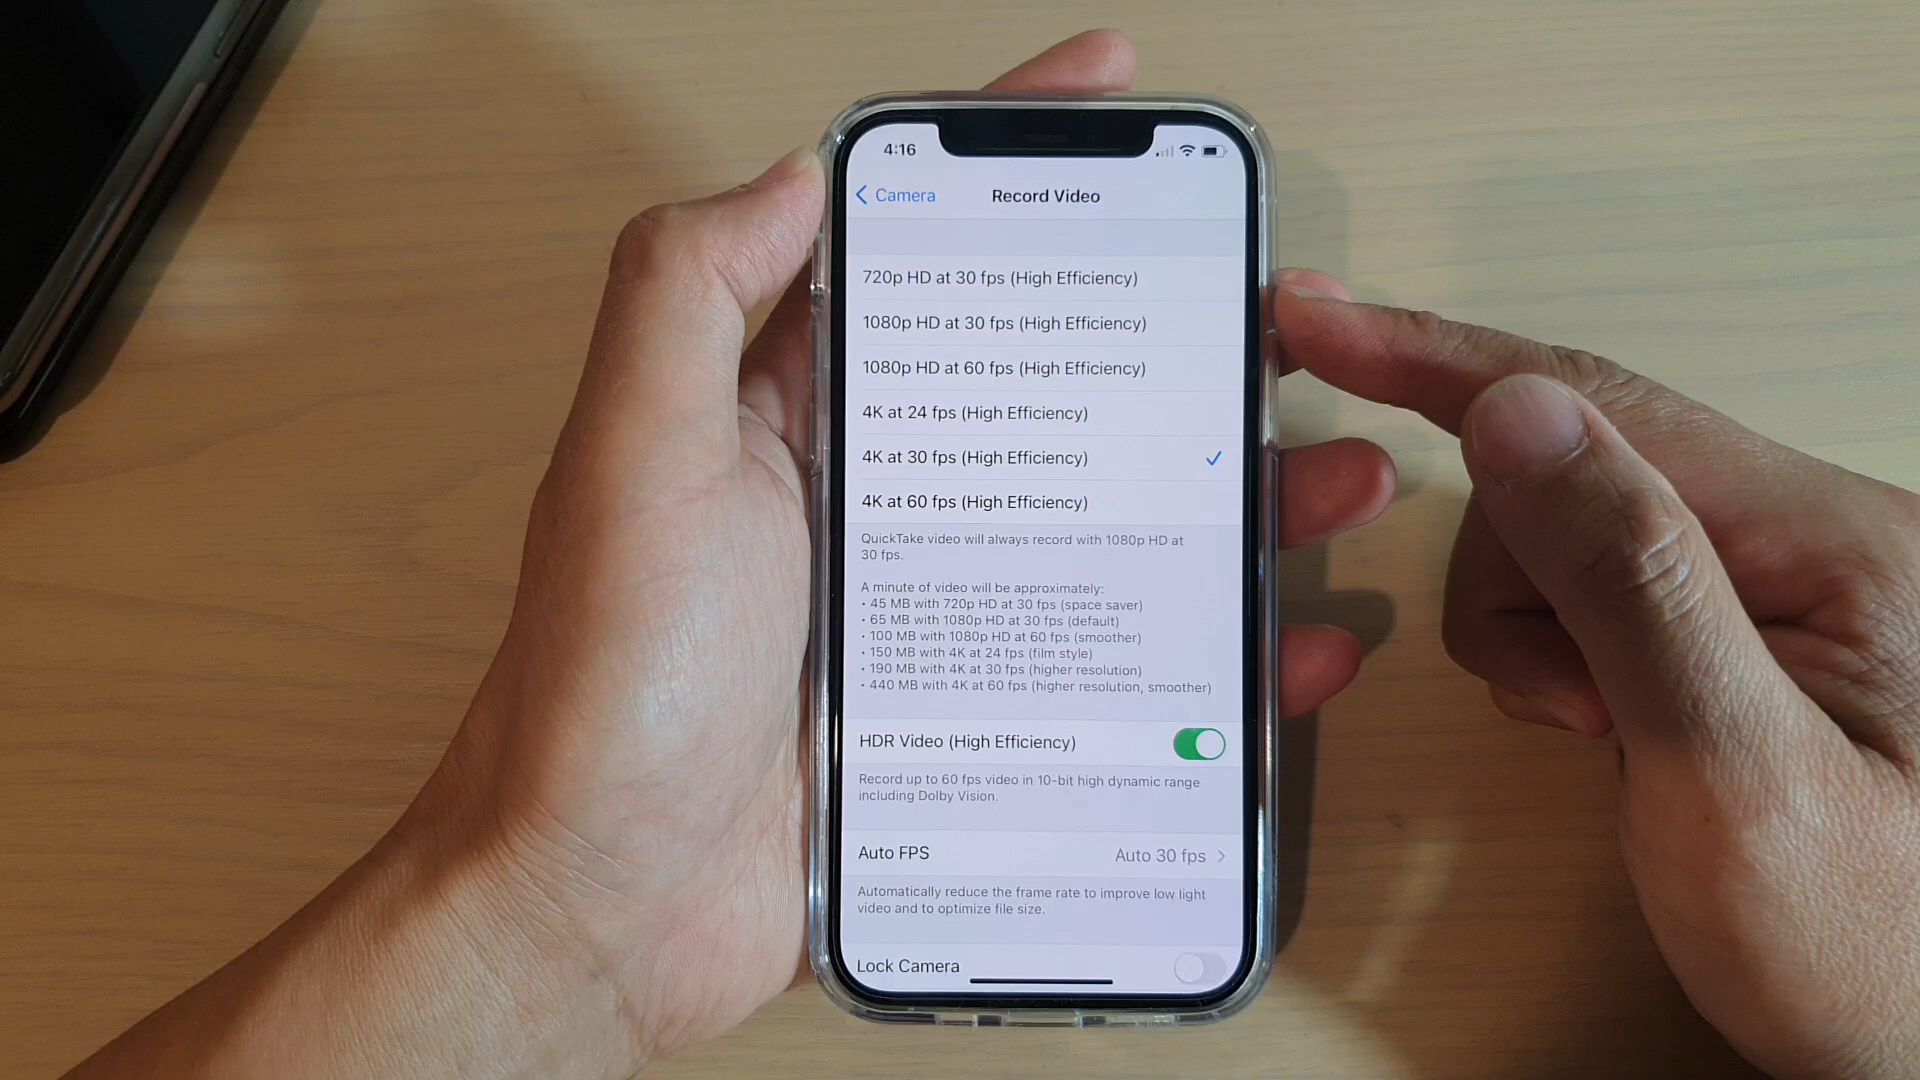 4:16
Camera Record Video
720p HD at 30 fps (High Efficiency)
1080p HD at 30 fps (High Efficiency)
1080p HD at 60 fps (High Efficiency)
4K at 24 fps (High Efficiency)
4K at 30 fps (High Efficiency)
4K at 60 fps (High Efficiency)
QuickTake video will always record with 1080p HD at
30 fps.
A minute of video will be approximately:
• 45 MB with 720p HD at 30 fps (space saver)
• 65 MB with 1080p HD at 30 fps (default)
• 100 MB with 1080p HD at 60 fps (smoother)
• 150 MB with 4K at 24 fps (film style)
• 190 MB with 4K at 30 fps (higher resolution)
• 440 MB with 4K at 60 fps (higher resolution, smoother)
HDR Video (High Efficiency)
Record up to 60 fps video in 10-bit high dynamic range
including Dolby Vision.
Auto FPS Auto 30 fps
Automatically reduce the frame rate to improve low light
video and to optimize file size.
Lock Camera